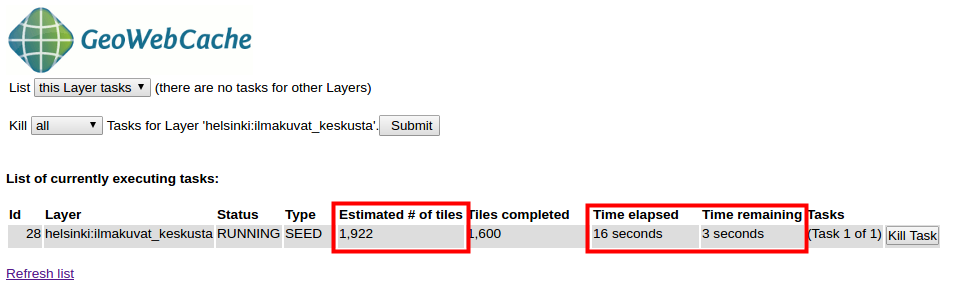 GeoWebCache
List this Layer tasks (there are no tasks for other Layers)
Kill all Tasks for Layer 'helsinki:ilmakuvat_keskusta'. Submit
List of currently executing tasks:
Id Layer Status Type Estimated # of tiles Tiles completed Time elapsed Time remaining Tasks
28 helsinki:ilmakuvat_keskusta RUNNING SEED 1,922 1,600 16 seconds 3 seconds (Task 1 of 1) Kill Task
Refresh list